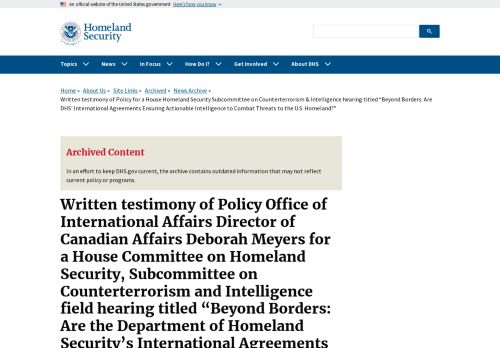 An official website of the United States government Here's how you know
Homeland
Security
Topics News In Focus How Do I? Get Involved About DHS
Home » About Us » Site Links » Archived » News Archive »
Written testimony of Policy for a House Homeland Security Subcommittee on Counterterrorism & Intelligence hearing titled “Beyond Borders: Are
DHS’ International Agreements Ensuring Actionable Intelligence to Combat Threats to the U.S. Homeland?”
Archived Content
In an effort to keep DHS.gov current, the archive contains outdated information that may not reflect
current policy or programs.
Written testimony of Policy Office of
International Affairs Director of
Canadian Affairs Deborah Meyers for
a House Committee on Homeland
Security, Subcommittee on
Counterterrorism and Intelligence
field hearing titled “Beyond Borders:
Are the Department of Homeland
Security’s International Agreements